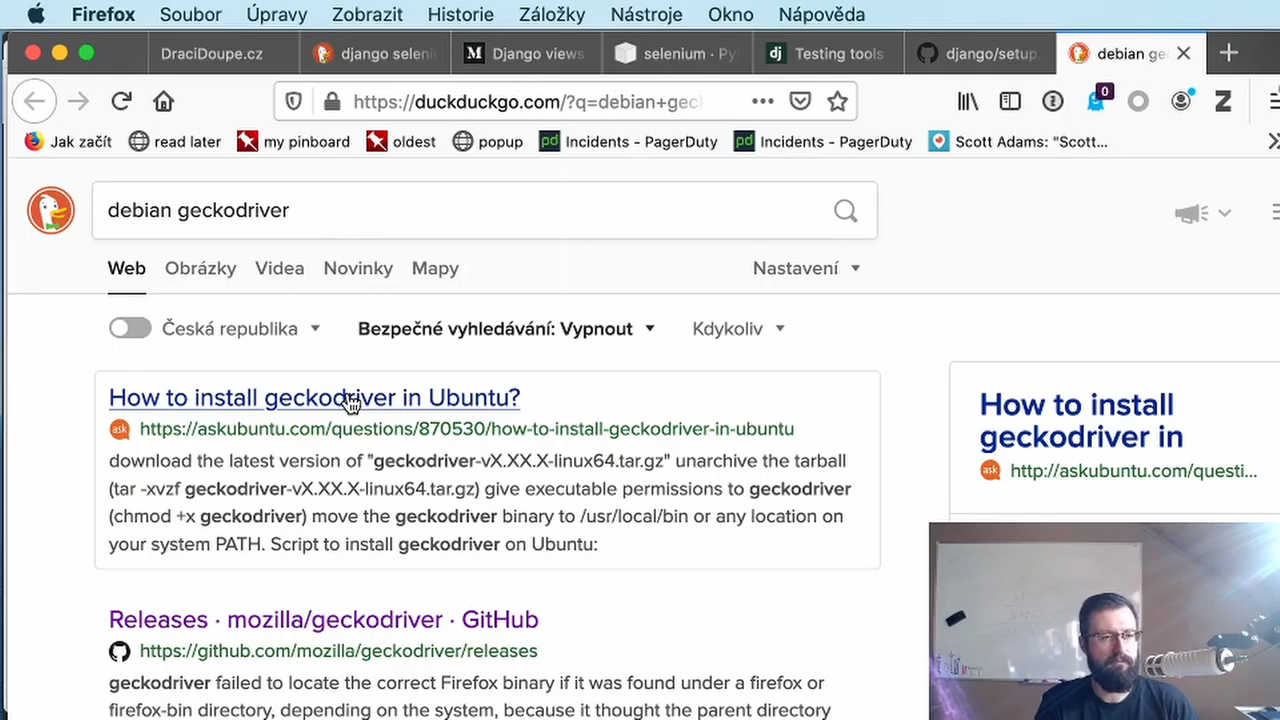 Firefox Soubor Úpravy Zobrazit Historie Záložky Nástroje Okno Nápověda
DraciDoupe.cz django seleni Django views selenium · Py Testing tools django/setup. debian ge
https://duckduckgo.com/?q=debian+gec 0
Jak začít read later my pinboard oldest popup Incidents - PagerDuty Incidents - PagerDuty Scott Adams: "Scott...
debian geckodriver
Web Obrázky Videa Novinky Mapy Nastavení
Česká republika Bezpečné vyhledávání: Vypnout Kdykoliv
How to install geckodriver in Ubuntu?
https://askubuntu.com/questions/870530/how-to-install-geckodriver-in-ubuntu
download the latest version of "geckodriver-vX.XX.X-linux64.tar.gz" unarchive the tarball
(tar -xvzf geckodriver-vX.XX.X-linux64.tar.gz) give executable permissions to geckodriver
(chmod +x geckodriver) move the geckodriver binary to /usr/local/bin or any location on
your system PATH. Script to install geckodriver on Ubuntu:
Releases · mozilla/geckodriver · GitHub
https://github.com/mozilla/geckodriver/releases
geckodriver failed to locate the correct Firefox binary if it was found under a firefox or
firefox-bin directory, depending on the system, because it thought the parent directory
How to install
geckodriver in
http://askubuntu.com/questi...